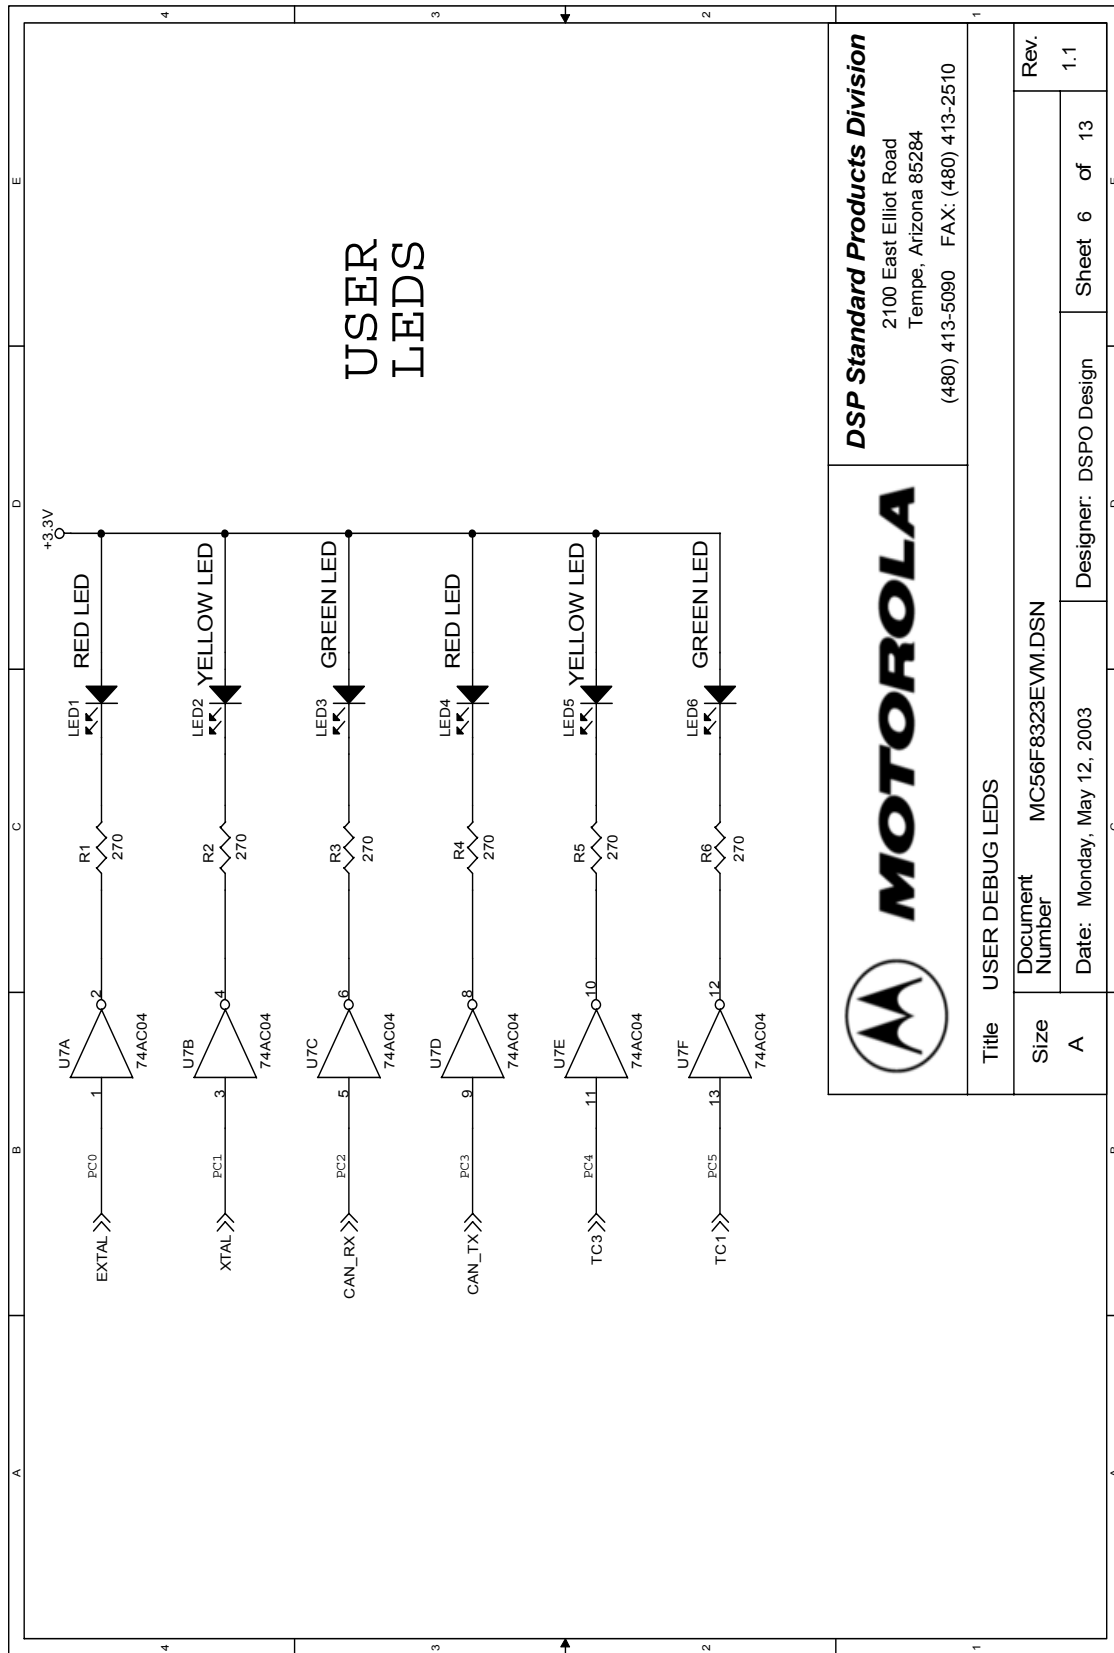 E
D
C
B
A
4
3
2
1
+3.3V
RED LED
LED1
R1
270
U7A
2
1
74AC04
PC0
EXTAL
YELLOW LED
LED2
R2
270
U7B
4
3
74AC04
PC1
XTAL
GREEN LED
LED3
R3
270
U7C
6
5
74AC04
PC2
CAN_RX
RED LED
LED4
R4
270
U7D
8
9
74AC04
PC3
CAN_TX
YELLOW LED
LED5
R5
270
U7E
10
11
74AC04
PC4
TC3
GREEN LED
LED6
R6
270
U7F
12
13
74AC04
PC5
TC1
USER
LEDS
MOTOROLA
DSP Standard Products Division
2100 East Elliot Road
Tempe, Arizona 85284
(480) 413-5090 FAX: (480) 413-2510
Title USER DEBUG LEDS
Size
A
Document
Number
MC56F8323EVM.DSN
Rev.
1.1
Date: Monday, May 12, 2003
Designer: DSPO Design
Sheet 6 of 13
4
3
2
1
E
D
C
B
A